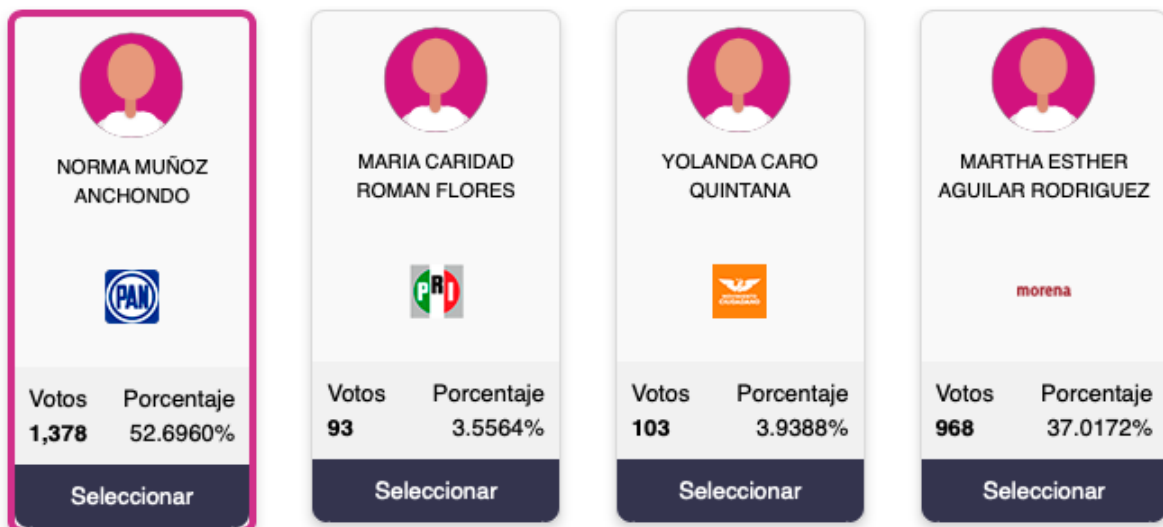 NORMA MUÑOZ
ANCHONDO
PAN
Votos Porcentaje
1,378 52.6960%
Seleccionar
MARIA CARIDAD
ROMAN FLORES
PRI
Votos Porcentaje
93 3.5564%
Seleccionar
YOLANDA CARO
QUINTANA
MOVIMIENTO
CIUDADANO
Votos Porcentaje
103 3.9388%
Seleccionar
MARTHA ESTHER
AGUILAR RODRIGUEZ
morena
Votos Porcentaje
968 37.0172%
Seleccionar